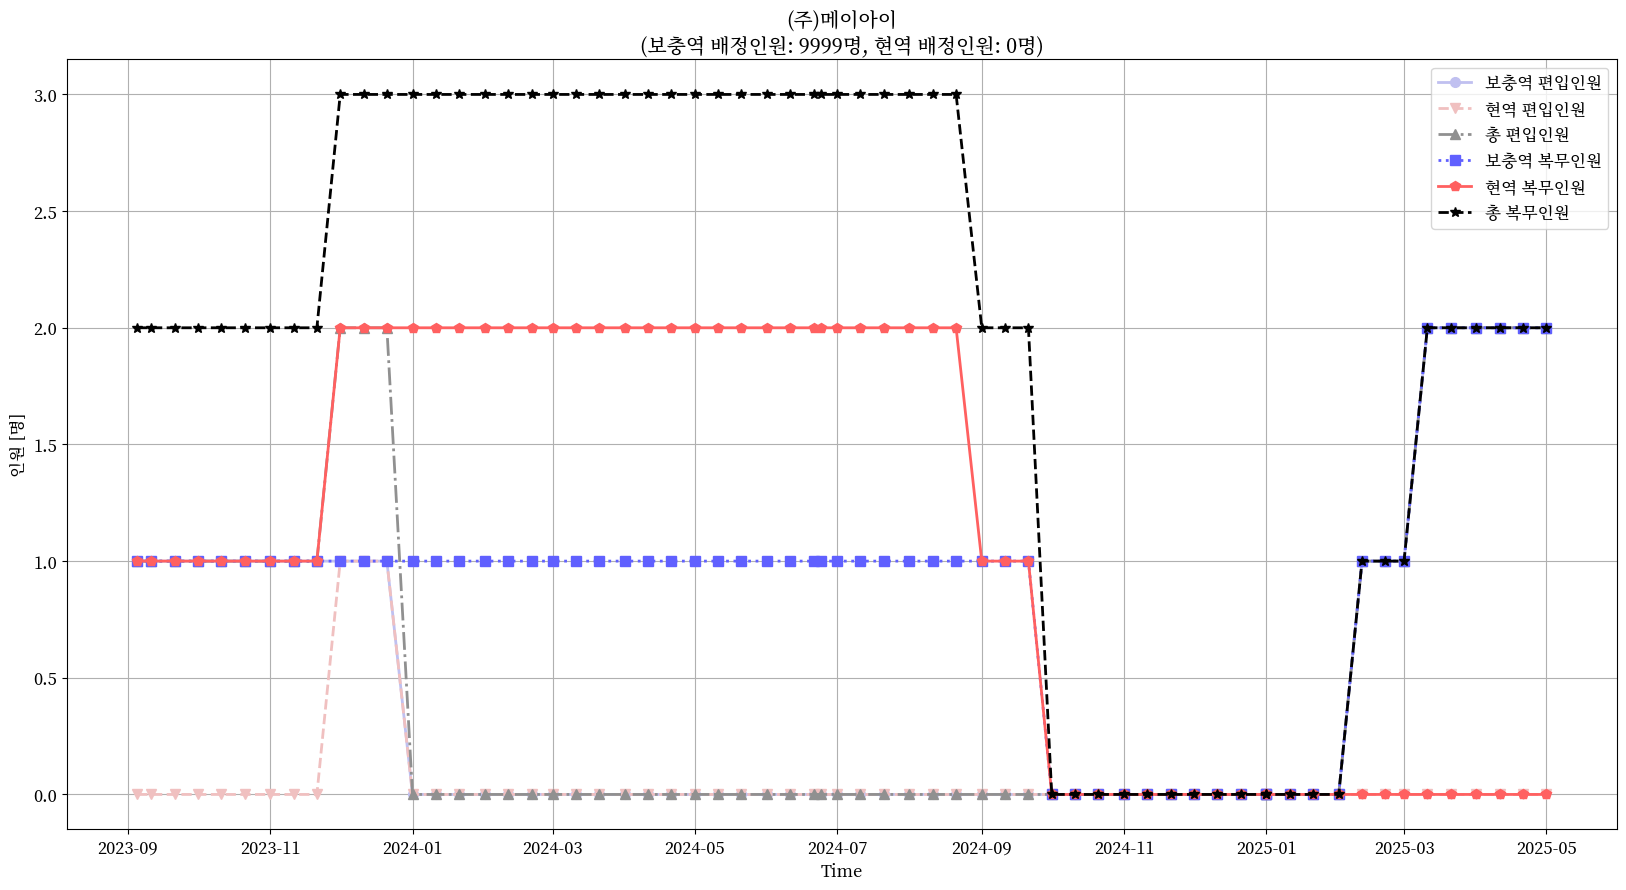 (주)메이아이
(보충역 배정인원: 9999명, 현역 배정인원: 0명)
보충역 편입인원
현역 편입인원
총 편입인원
보충역 복무인원
현역 복무인원
총 복무인원
인원 [명]
3.0
2.5
2.0
1.5
1.0
0.5
0.0
2023-09
2023-11
2024-01
2024-03
2024-05
2024-07
2024-09
2024-11
2025-01
2025-03
2025-05
Time